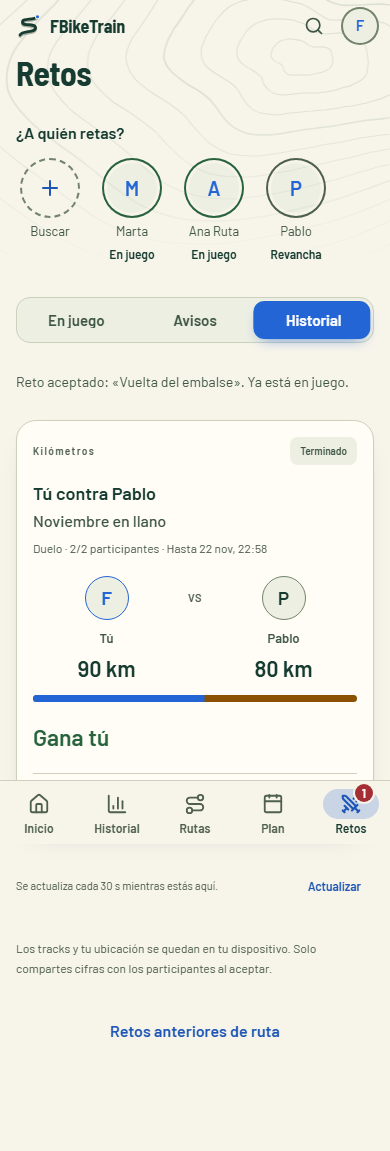 FBikeTrain
F
Retos
¿A quién retas?
M
A
P
Buscar
Marta
Ana Ruta
Pablo
En juego
En juego
Revancha
En juego
Avisos
Historial
Reto aceptado: «Vuelta del embalse». Ya está en juego.
Kilómetros
Terminado
Tú contra Pablo
Noviembre en llano
Duelo · 2/2 participantes · Hasta 22 nov, 22:58
F
VS
P
Tú
Pablo
90 km
80 km
Gana tú
1
Inicio
Historial
Rutas
Plan
Retos
Se actualiza cada 30 s mientras estás aquí.
Actualizar
Los tracks y tu ubicación se quedan en tu dispositivo. Solo
compartes cifras con los participantes al aceptar.
Retos anteriores de ruta